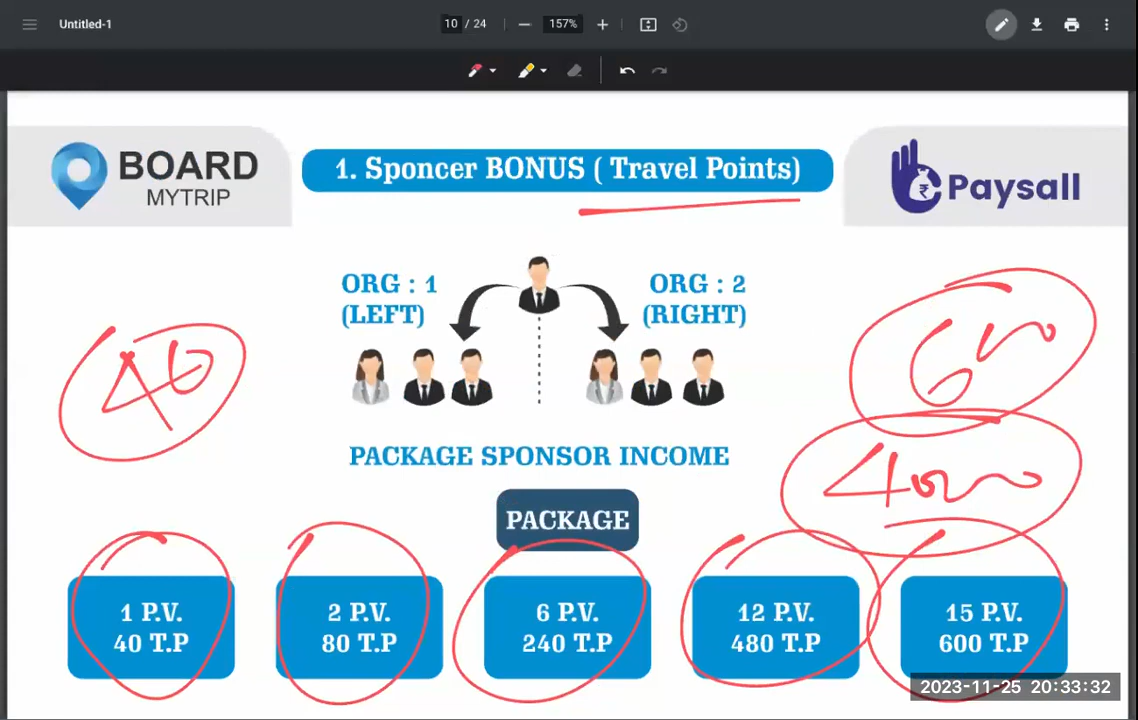 Untitled-1
10 / 24
157%
BOARD
MYTRIP
1. Sponcer BONUS ( Travel Points)
Paysall
ORG : 1
(LEFT)
ORG : 2
(RIGHT)
40
PACKAGE SPONSOR INCOME
PACKAGE
1 P.V.
40 T.P
2 P.V.
80 T.P
6 P.V.
240 T.P
12 P.V.
480 T.P
15 P.V.
600 T.P
2023-11-25 20:33:32